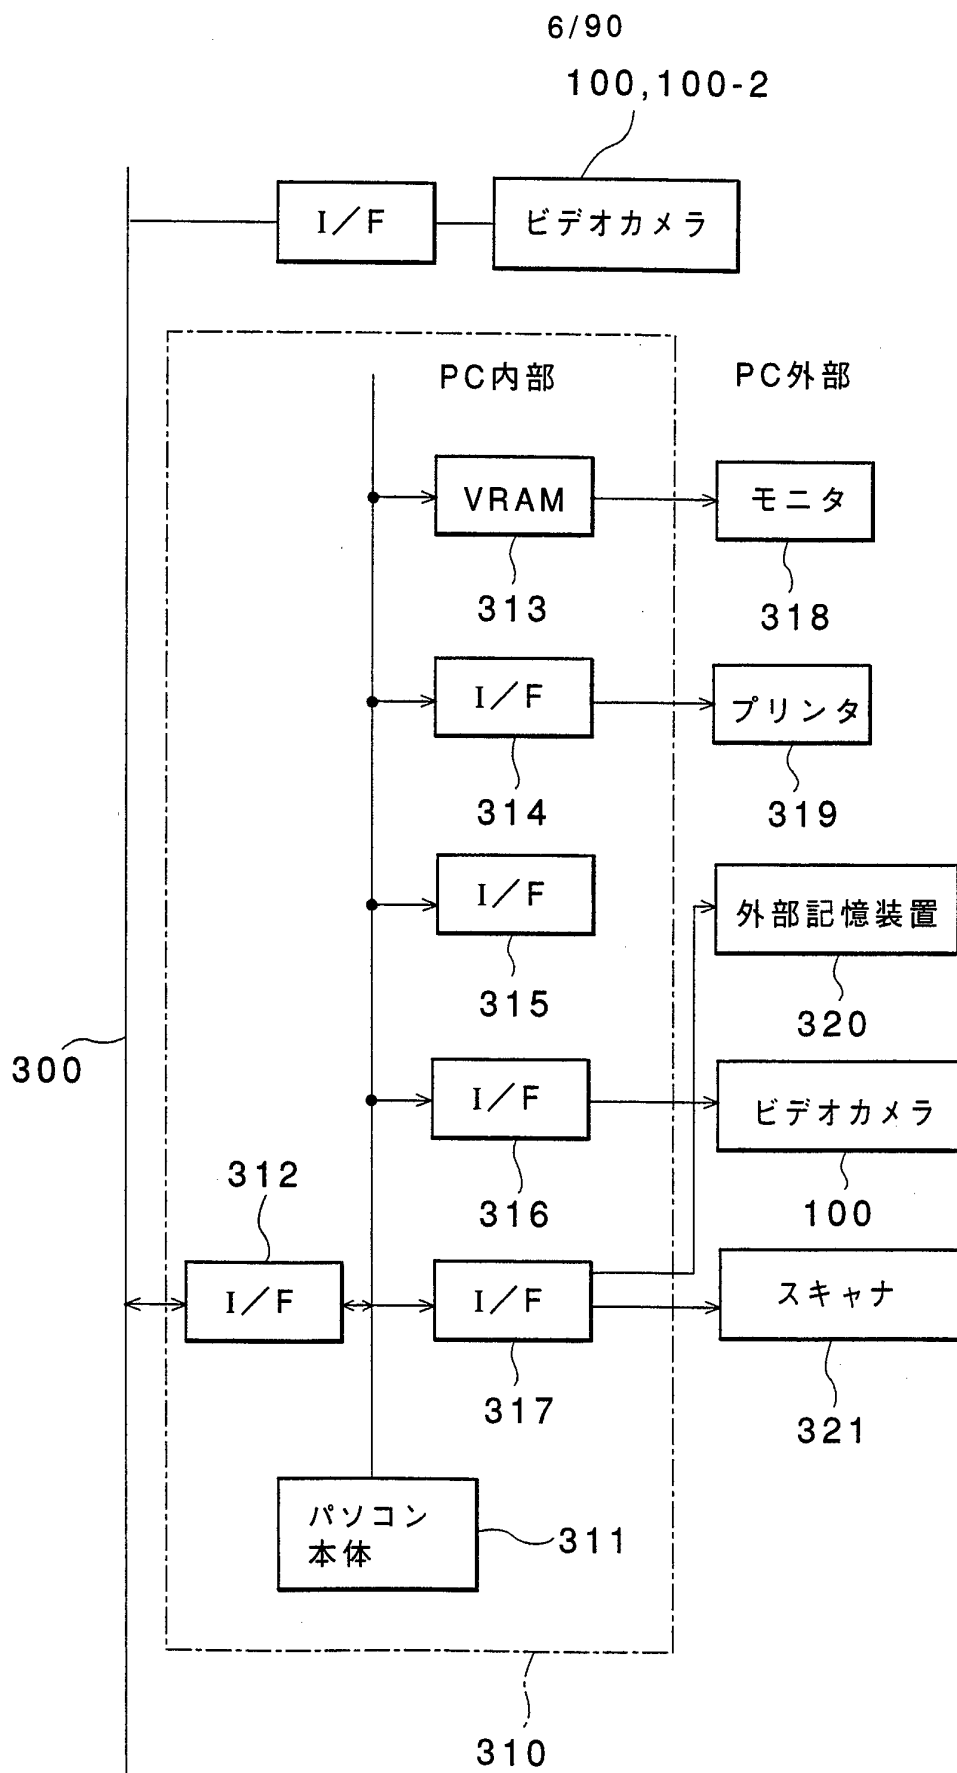 6/90
100,100-2
I/F
ビデオカメラ
PC内部
PC外部
VRAM
モニタ
313
318
I/F
プリンタ
314
319
I/F
外部記憶装置
315
320
300
I/F
ビデオカメラ
312
316
100
I/F
I/F
スキャナ
317
321
パソコン
本体
311
310